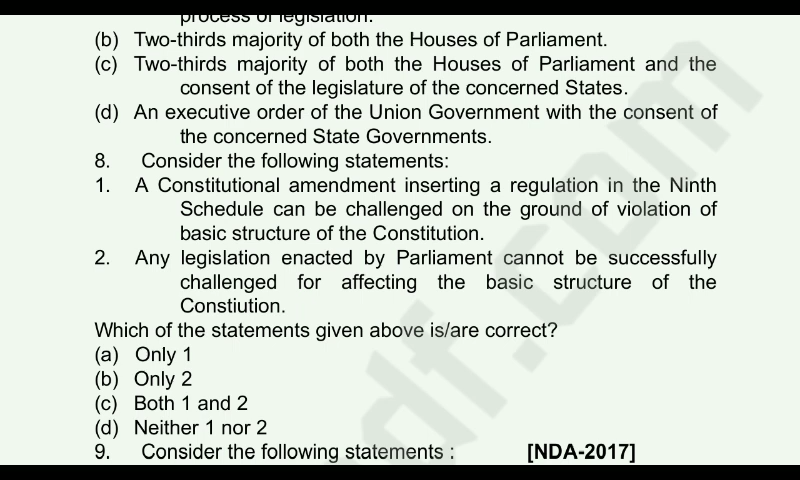 process of legislation.
(b) Two-thirds majority of both the Houses of Parliament.
(c) Two-thirds majority of both the Houses of Parliament and the
consent of the legislature of the concerned States.
(d) An executive order of the Union Government with the consent of
the concerned State Governments.
8. Consider the following statements:
1. A Constitutional amendment inserting a regulation in the Ninth
Schedule can be challenged on the ground of violation of
basic structure of the Constitution.
2. Any legislation enacted by Parliament cannot be successfully
challenged for affecting the basic structure of the
Constiution.
Which of the statements given above is/are correct?
(a) Only 1
(b) Only 2
(c) Both 1 and 2
(d) Neither 1 nor 2
9. Consider the following statements : [NDA-2017]
df.com